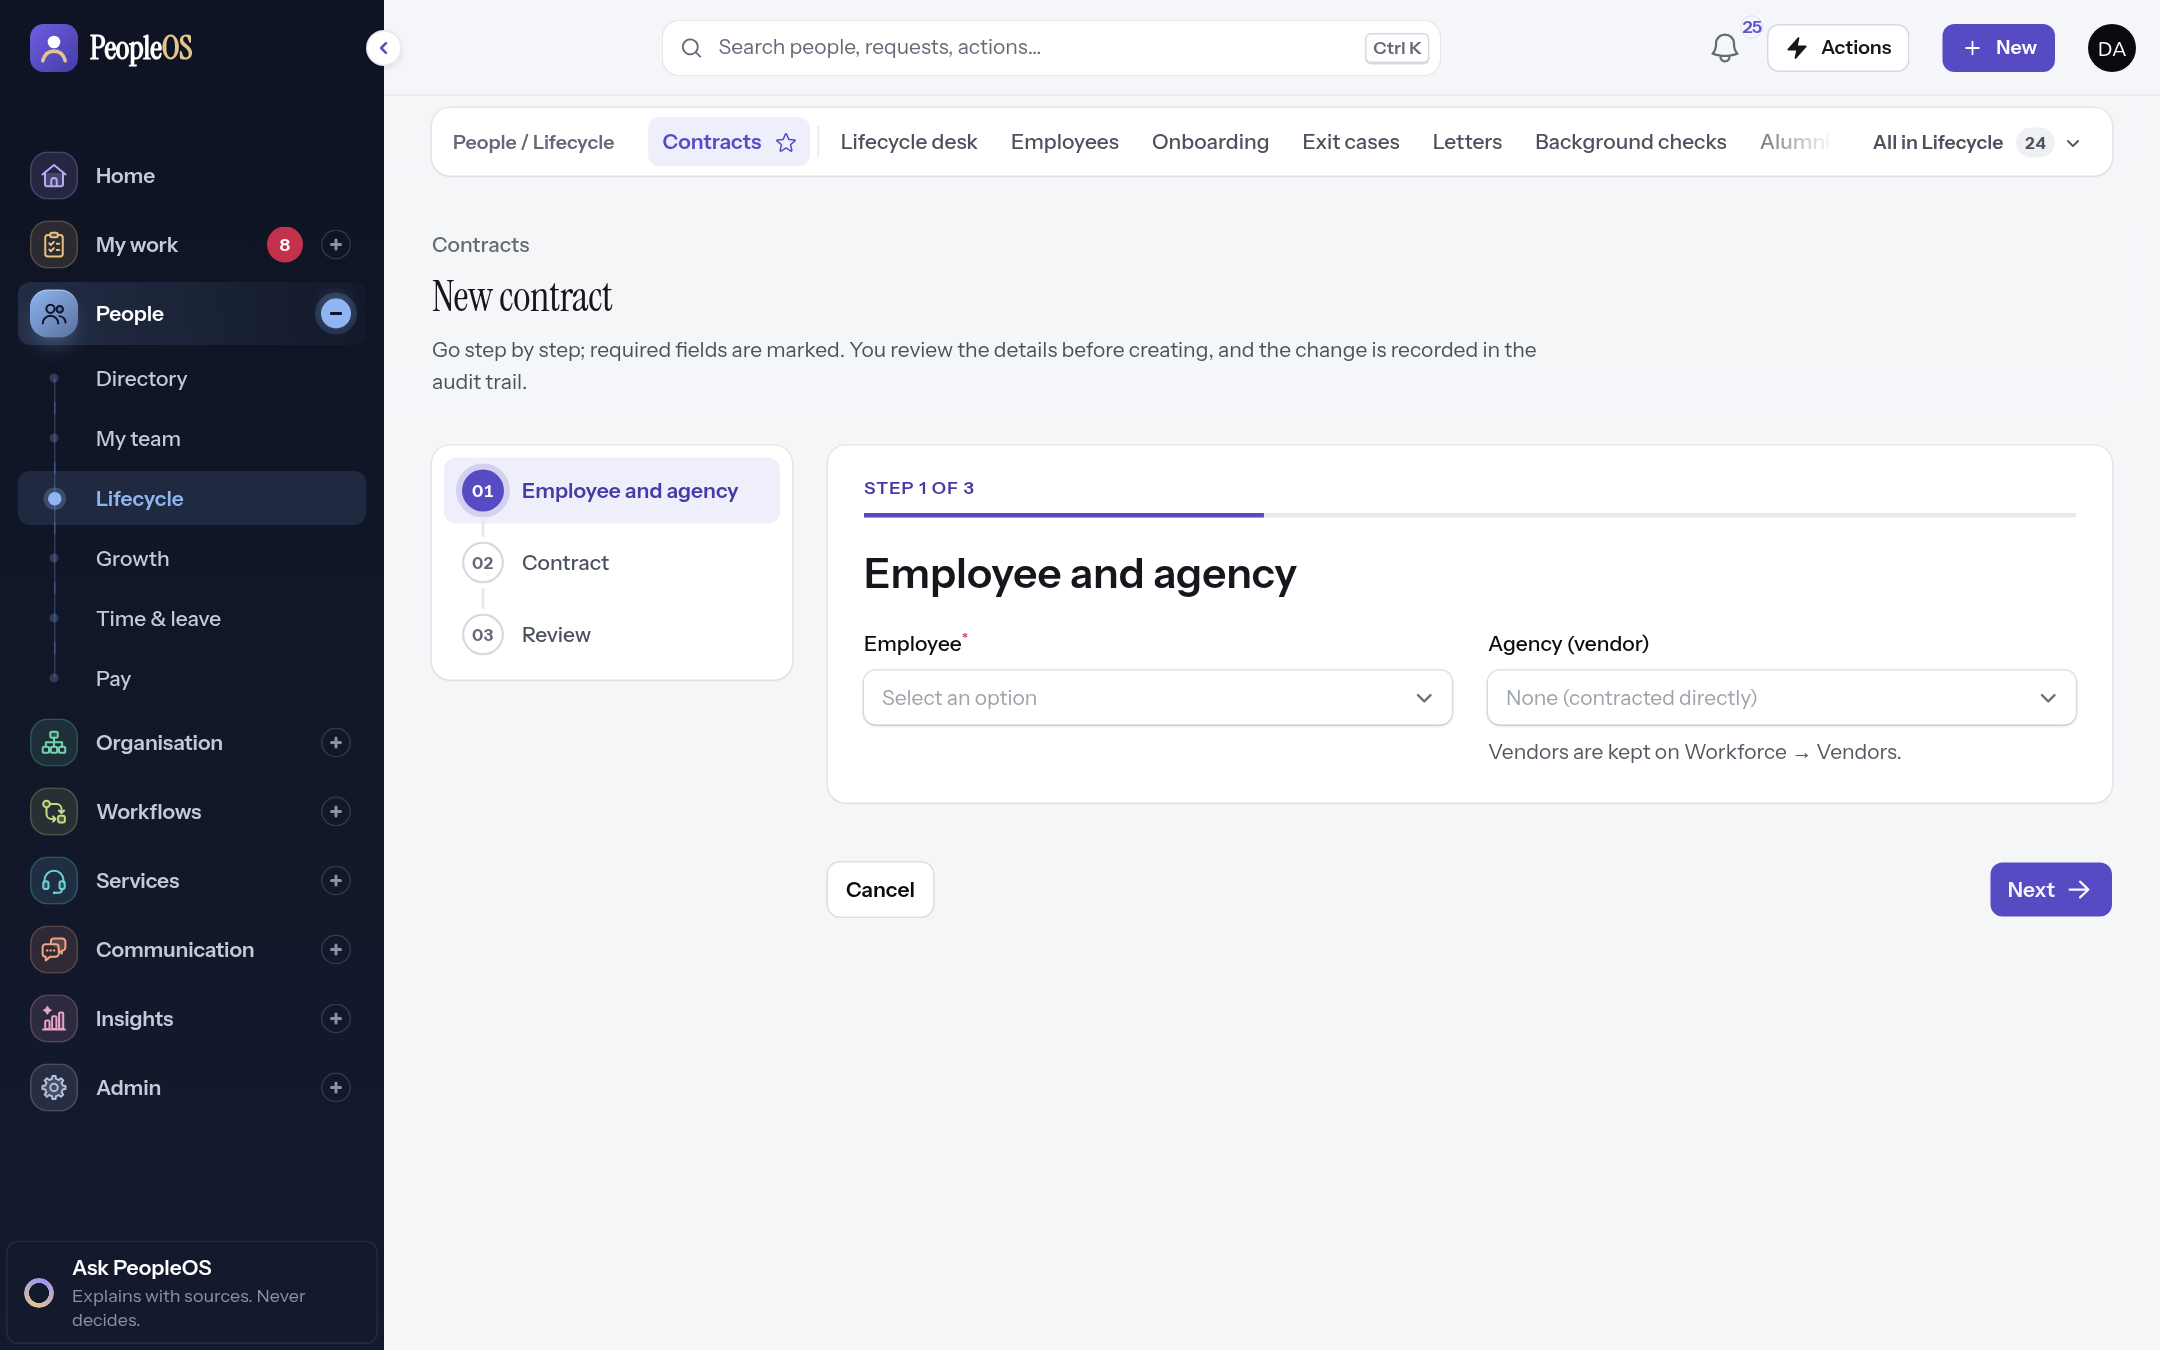 PeopleOS
Search people, requests, actions...
Ctrl K
25
Actions
New
DA
Home
My work
8
People
Directory
My team
Lifecycle
Growth
Time & leave
Pay
Organisation
Workflows
Services
Communication
Insights
Admin
Ask PeopleOS
Explains with sources. Never
decides.
People / Lifecycle
Contracts
Lifecycle desk
Employees
Onboarding
Exit cases
Letters
Background checks
Alumni
All in Lifecycle
24
Contracts
New contract
Go step by step; required fields are marked. You review the details before creating, and the change is recorded in the
audit trail.
01
Employee and agency
02
Contract
03
Review
STEP 1 OF 3
Employee and agency
Employee*
Select an option
Agency (vendor)
None (contracted directly)
Vendors are kept on Workforce → Vendors.
Cancel
Next